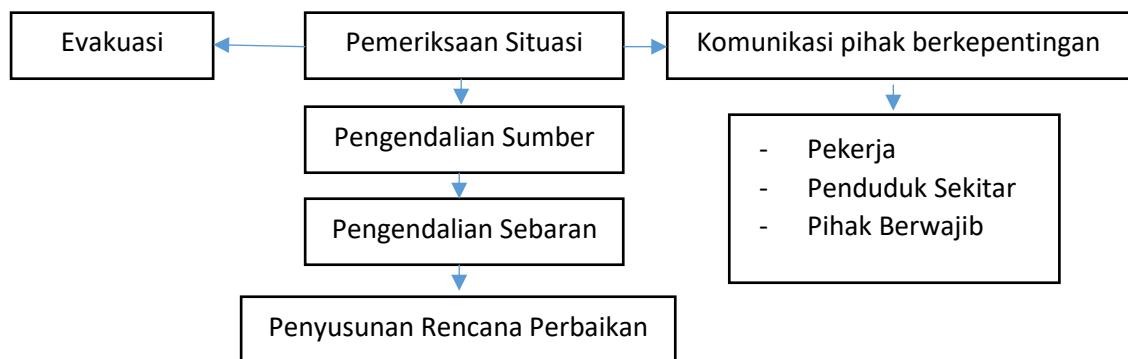 Evakuasi
Pemeriksaan Situasi
Komunikasi pihak berkepentingan
Pengendalian Sumber
- Pekerja
- Penduduk Sekitar
- Pihak Berwajib
Pengendalian Sebaran
Penyusunan Rencana Perbaikan